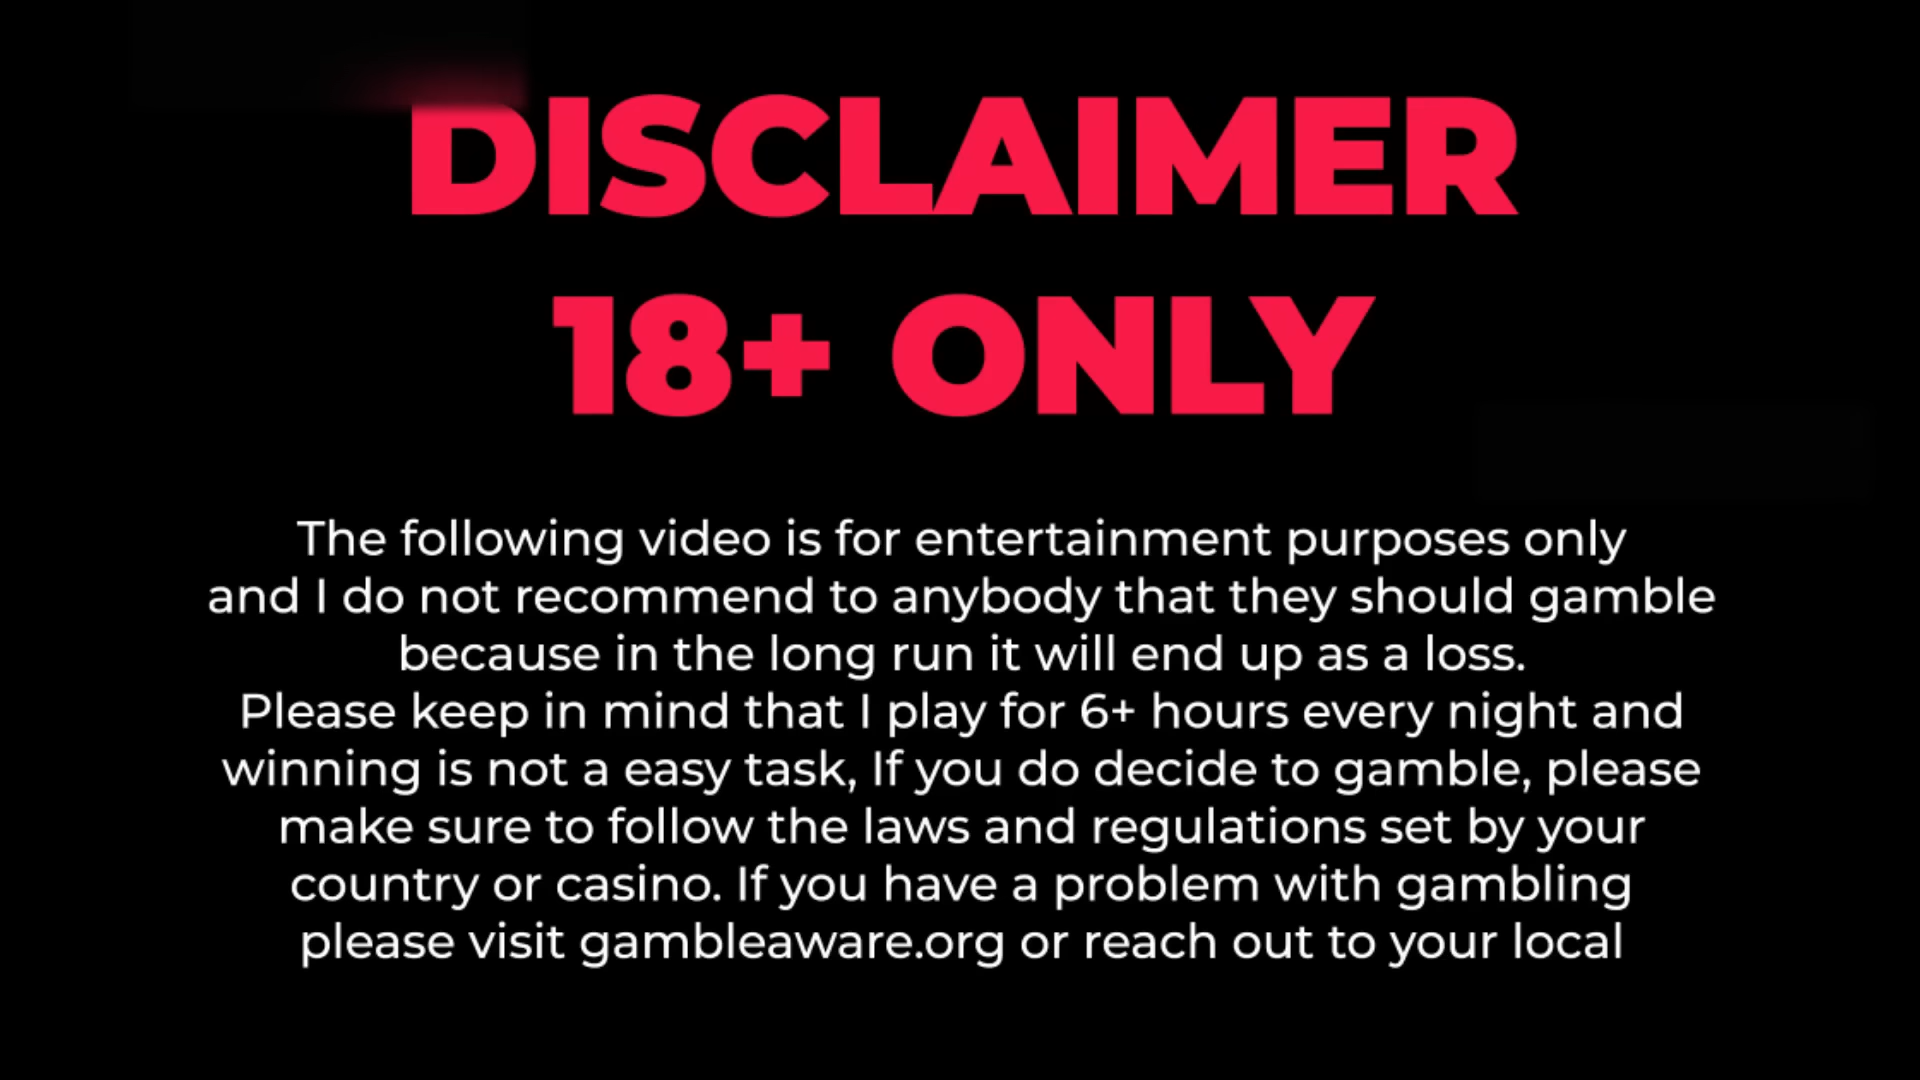 DISCLAIMER
18+ ONLY
The following video is for entertainment purposes only
and I do not recommend to anybody that they should gamble
because in the long run it will end up as a loss.
Please keep in mind that I play for 6+ hours every night and
winning is not a easy task, If you do decide to gamble, please
make sure to follow the laws and regulations set by your
country or casino. If you have a problem with gambling
please visit gambleaware.org or reach out to your local